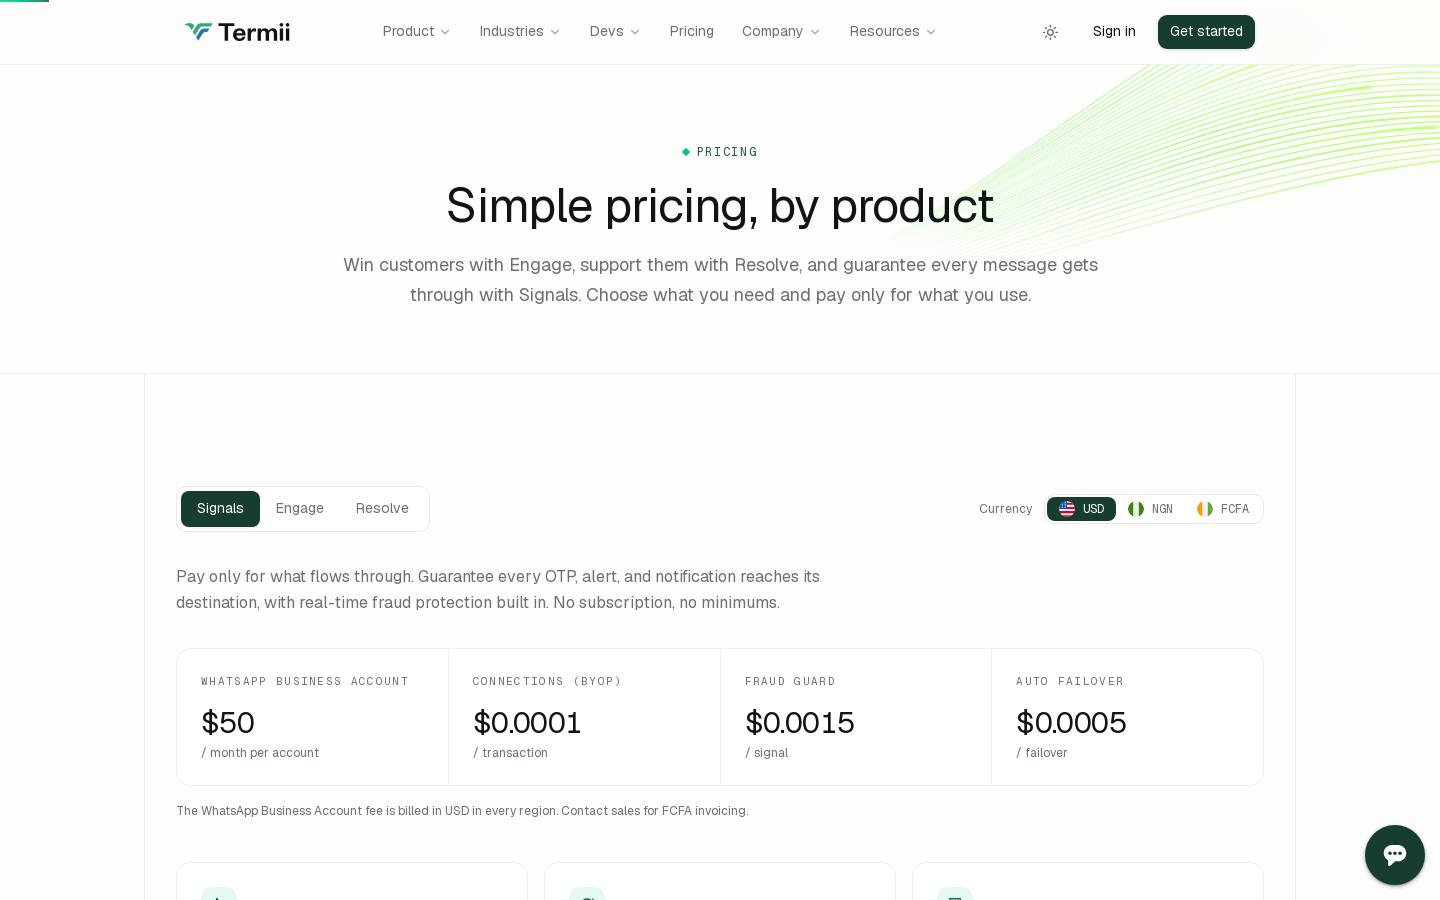 Termii
Product
Industries
Devs
Pricing
Company
Resources
Sign in
Get started
PRICING
Simple pricing, by product
Win customers with Engage, support them with Resolve, and guarantee every message gets
through with Signals. Choose what you need and pay only for what you use.
Signals
Engage
Resolve
Currency
USD
NGN
FCFA
Pay only for what flows through. Guarantee every OTP, alert, and notification reaches its
destination, with real-time fraud protection built in. No subscription, no minimums.
WHATSAPP BUSINESS ACCOUNT
$50
/ month per account
CONNECTIONS (BYOP)
$0.0001
/ transaction
FRAUD GUARD
$0.0015
/ signal
AUTO FAILOVER
$0.0005
/ failover
The WhatsApp Business Account fee is billed in USD in every region. Contact sales for FCFA invoicing.